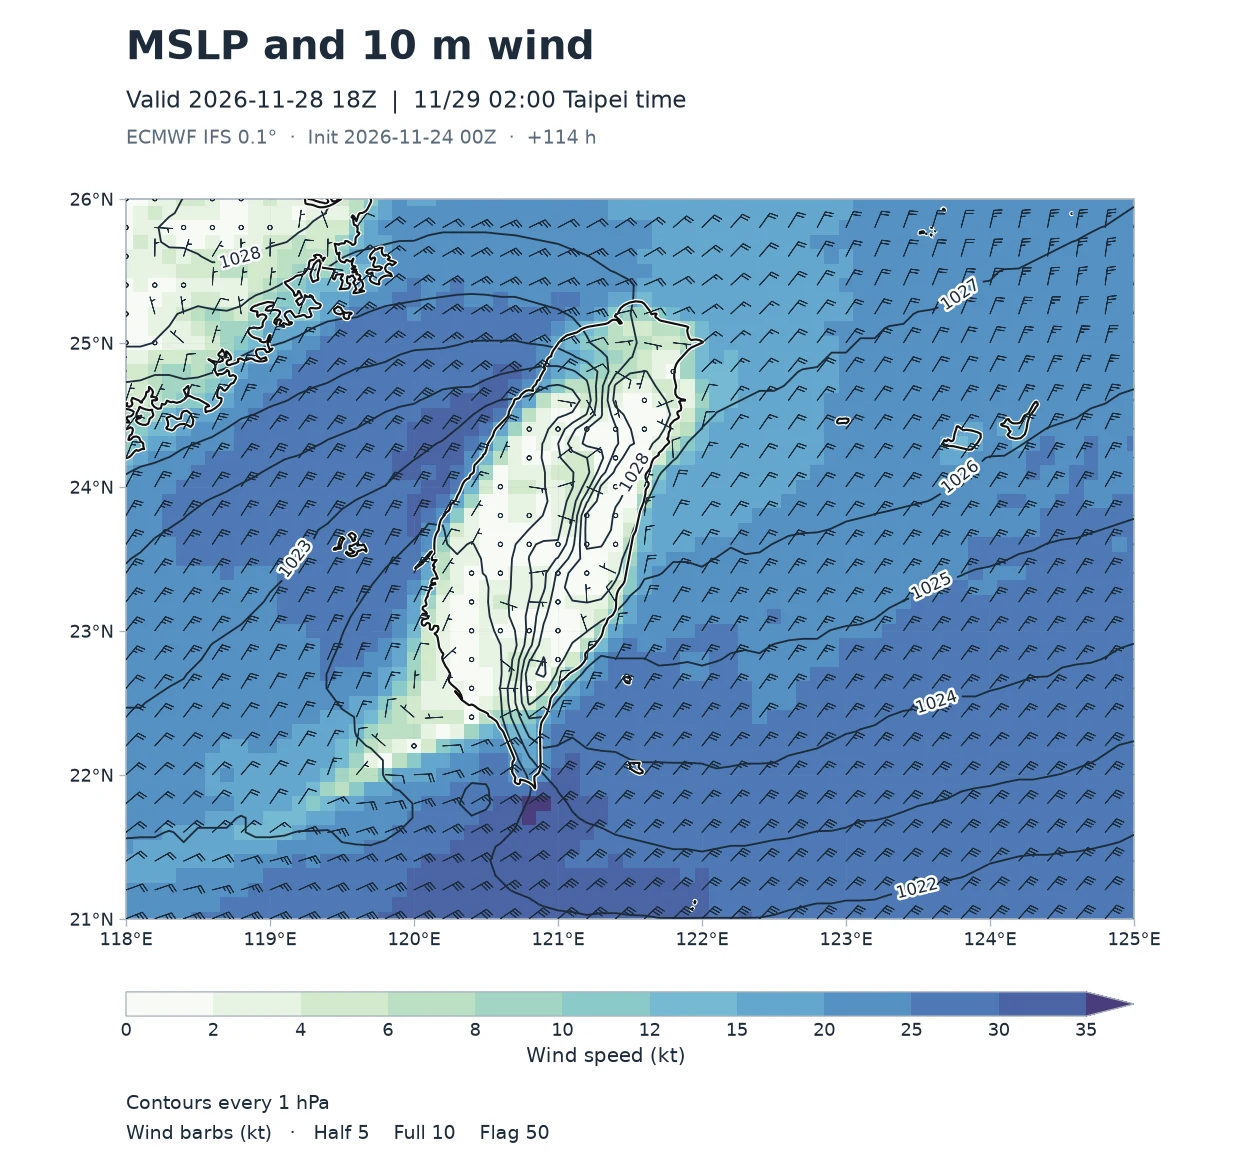 MSLP and 10 m wind
Valid 2026-11-28 18Z | 11/29 02:00 Taipei time
ECMWF IFS 0.1° · Init 2026-11-24 00Z · +114 h
26°N
1028
1027
25°N
1028
24°N
1026
1023
1025
23°N
1024
22°N
1022
21°N
118°E 119°E 120°E 121°E 122°E 123°E 124°E 125°E
0 2 4 6 8 10 12 15 20 25 30 35
Wind speed (kt)
Contours every 1 hPa
Wind barbs (kt) · Half 5 Full 10 Flag 50